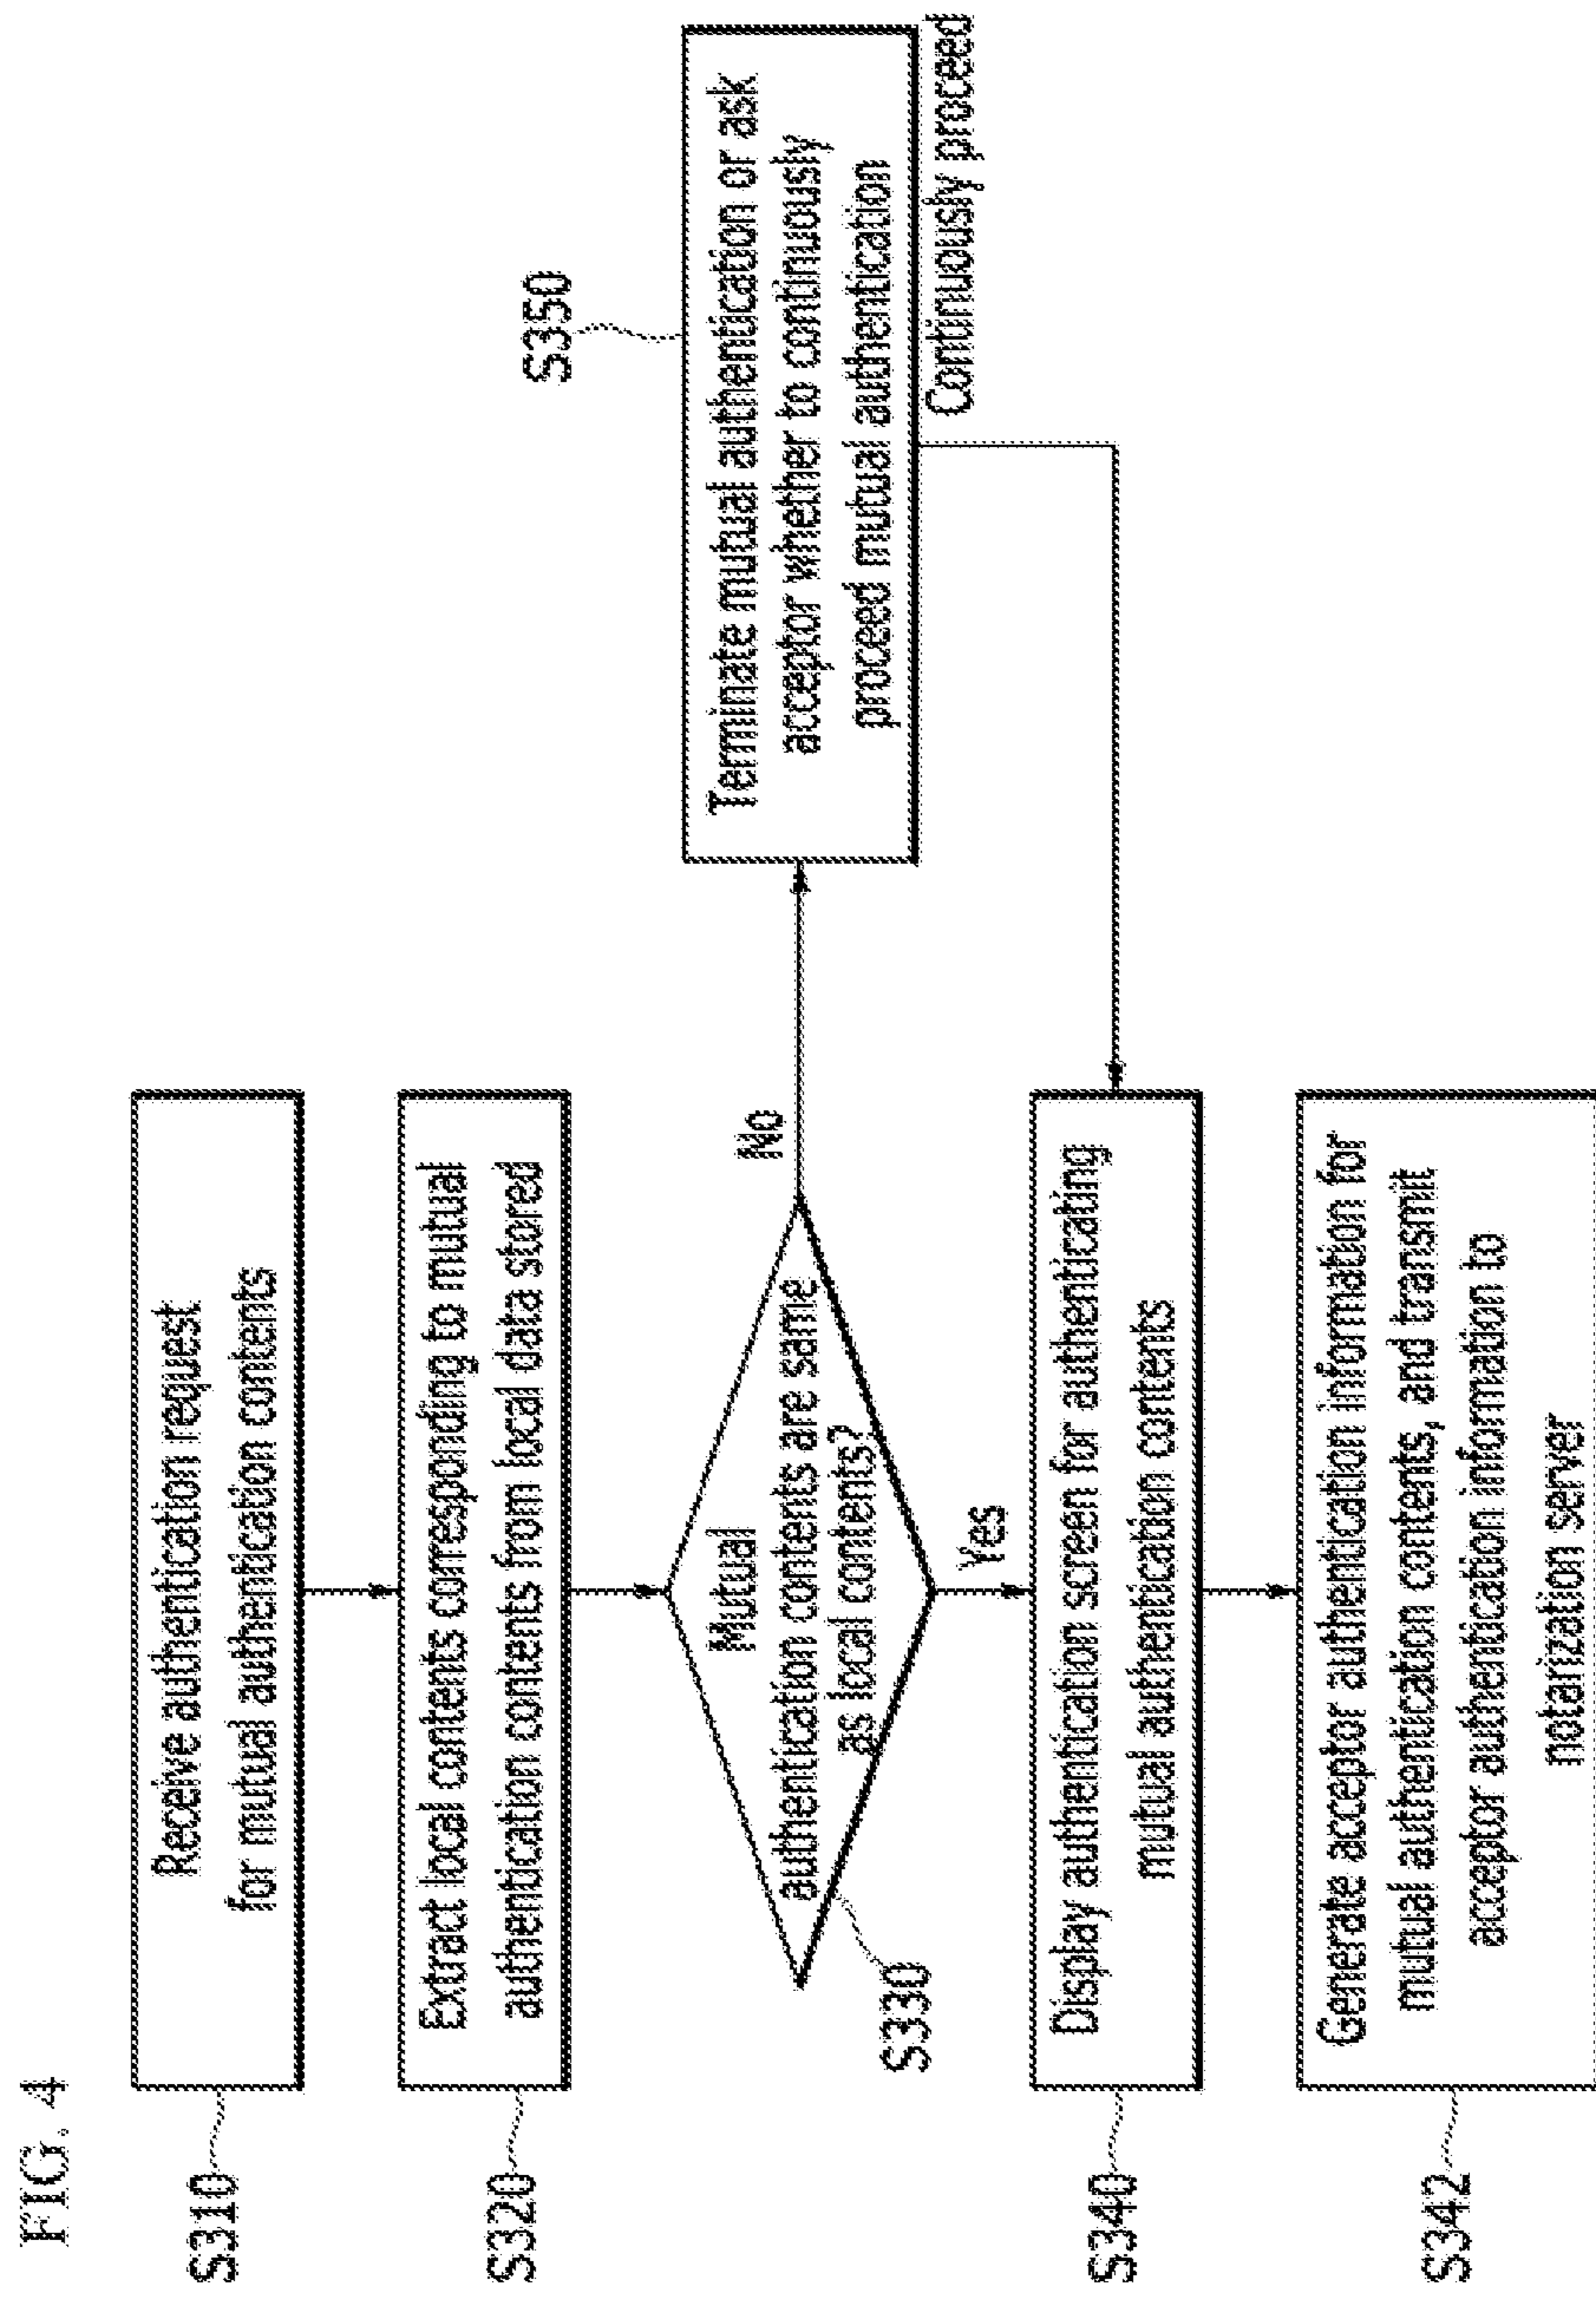 FIG. 4
S310
Receive authentication request
for mutual authentication contents
S320
Extract local contents corresponding to mutual
authentication contents from local data stored
S330
Mutual
authentication contents are same
as local contents?
No
Yes
S350
Terminate mutual authentication or ask
acceptor whether to continuously
proceed mutual authentication
Continuously proceed
S340
Display authentication screen for authenticating
mutual authentication contents
S342
Generate acceptor authentication information for
mutual authentication contents, and transmit
acceptor authentication information to
notarization server